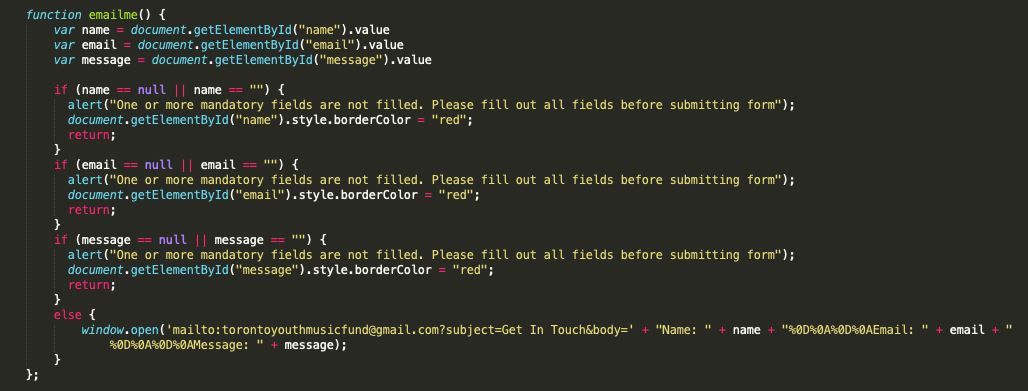 function emailme() {
    var name = document.getElementById("name").value
    var email = document.getElementById("email").value
    var message = document.getElementById("message").value

    if (name == null || name == "") {
      alert("One or more mandatory fields are not filled. Please fill out all fields before submitting form");
      document.getElementById("name").style.borderColor = "red";
      return;
    }
    if (email == null || email == "") {
      alert("One or more mandatory fields are not filled. Please fill out all fields before submitting form");
      document.getElementById("email").style.borderColor = "red";
      return;
    }
    if (message == null || message == "") {
      alert("One or more mandatory fields are not filled. Please fill out all fields before submitting form");
      document.getElementById("message").style.borderColor = "red";
      return;
    }
    else {
        window.open('mailto:torontoyouthmusicfund@gmail.com?subject=Get In Touch&body=' + "Name: " + name + "%0D%0A%0D%0AEmail: " + email + "
            %0D%0A%0D%0AMessage: " + message);
    }
};